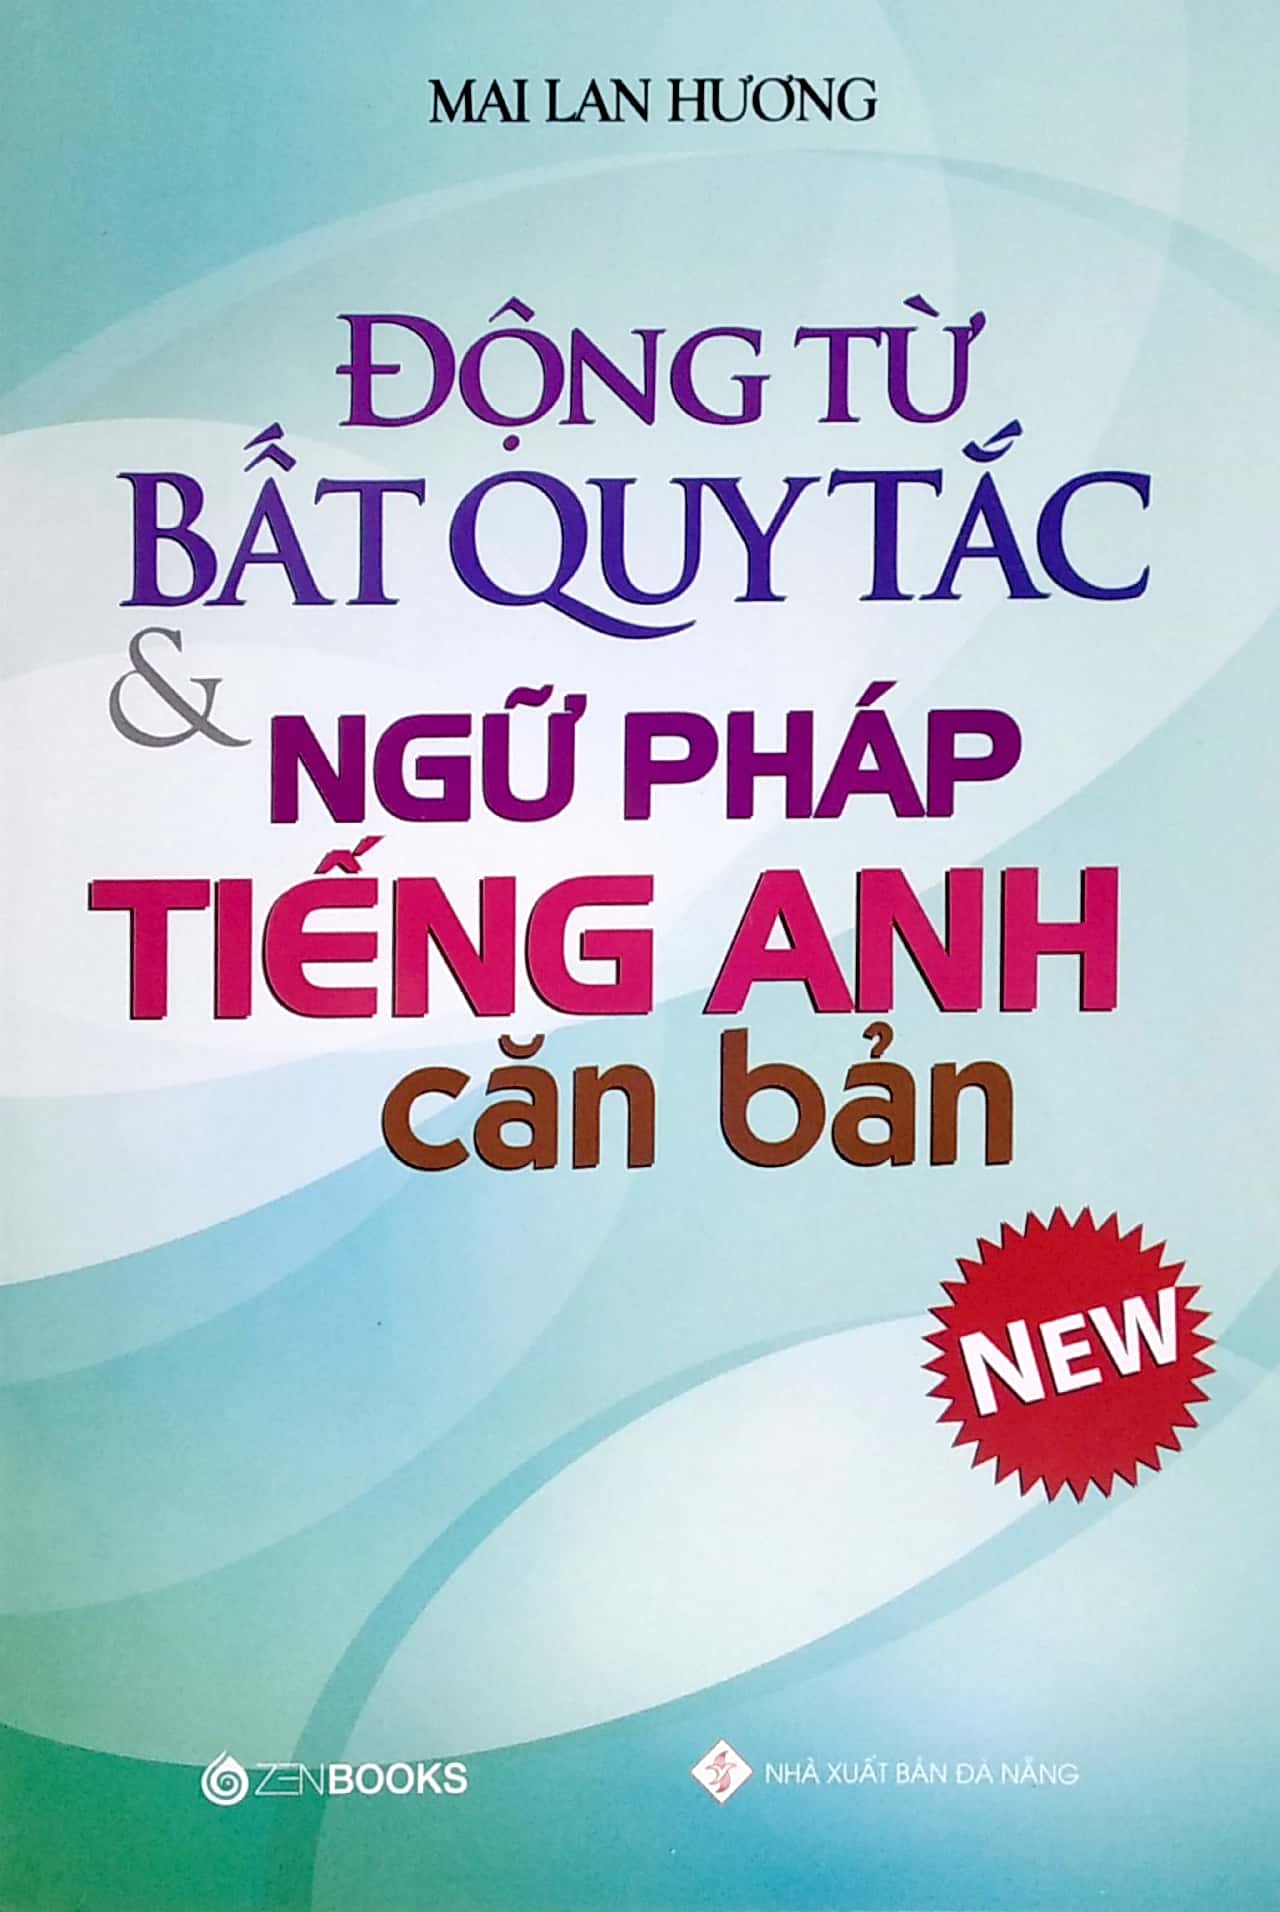 MAI LAN HƯƠNG
ĐỘNG TỪ
BẤT QUY TẮC
& NGỮ PHÁP
TIẾNG ANH
căn bản
NEW
ZENBOOKS
NHÀ XUẤT BẢN ĐÀ NẴNG